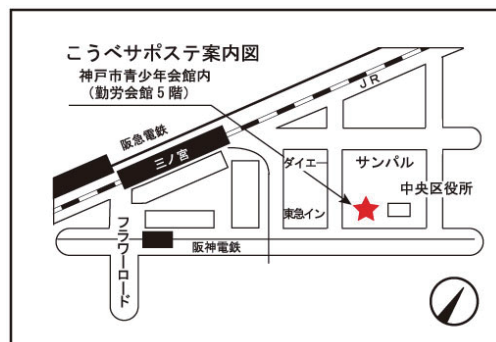 こうべサポステ案内図
神戸市青少年会館内
(勤労会館5階)
JR
阪急電鉄
三ノ宮
ダイエー
サンパル
中央区役所
東急イン
フラワーロード
阪神電鉄